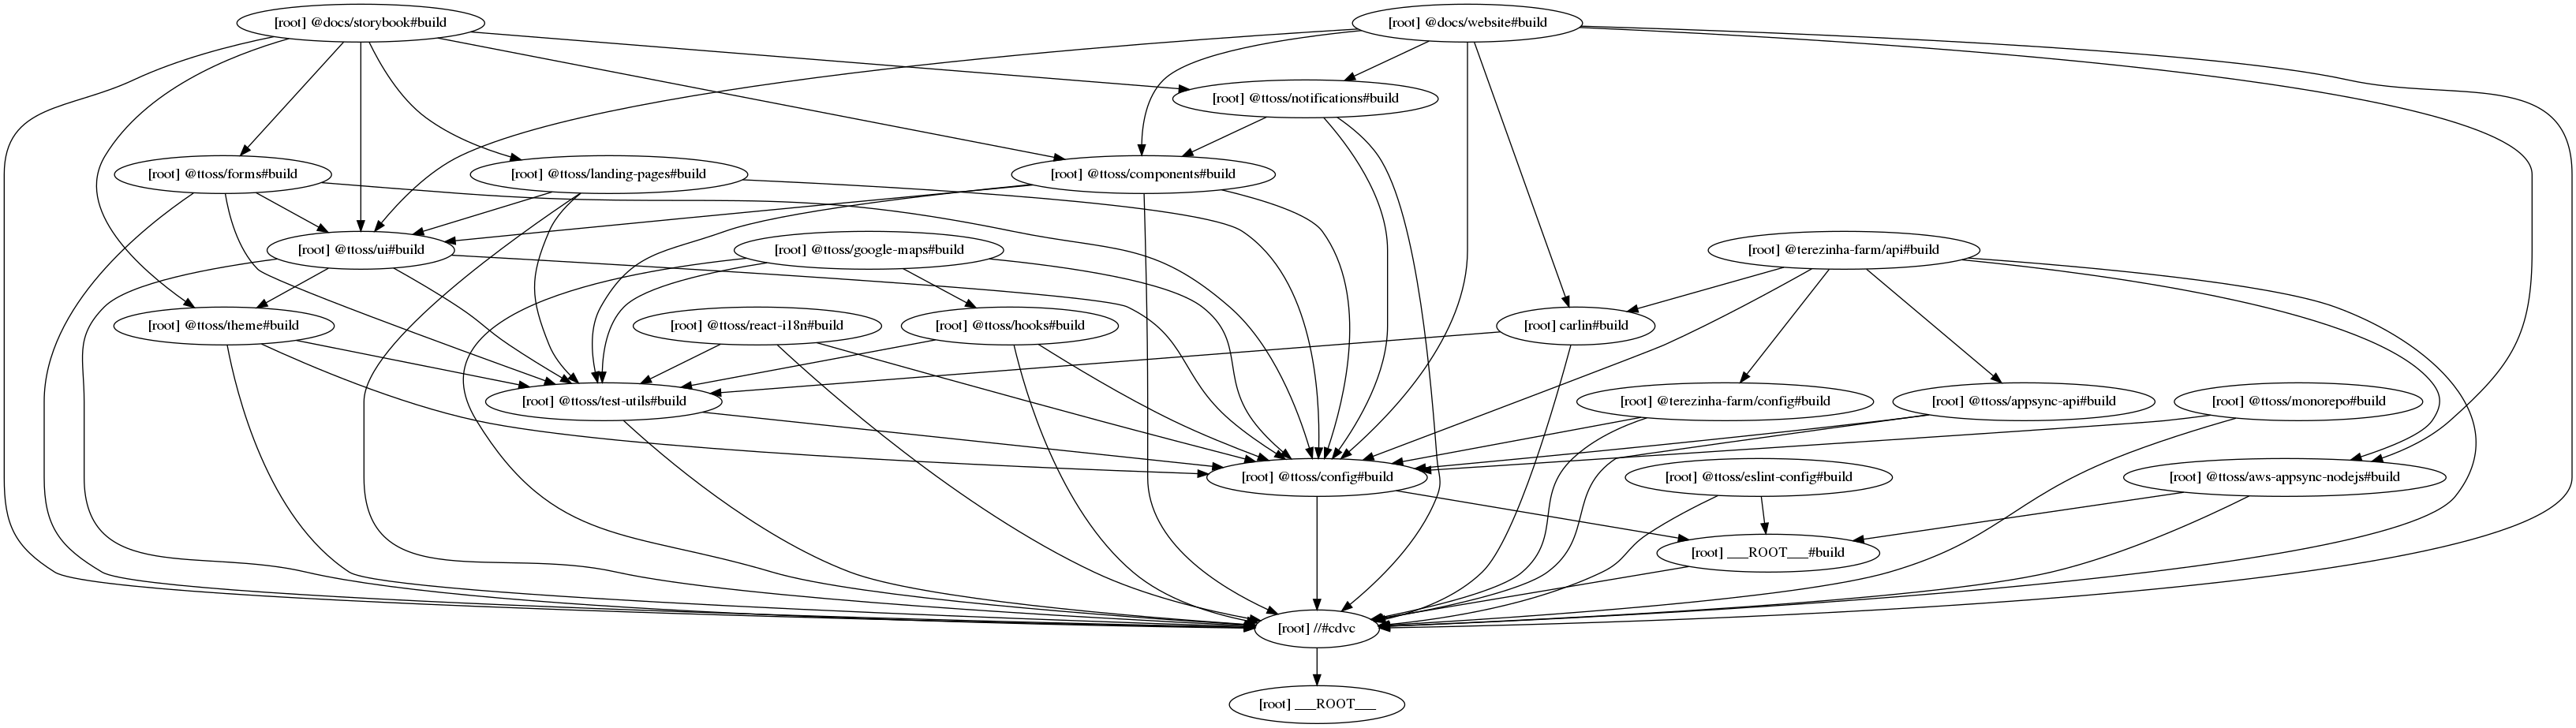 [root] @docs/storybook#build
[root] @docs/website#build
[root] @ttoss/notifications#build
[root] @ttoss/forms#build
[root] @ttoss/landing-pages#build
[root] @ttoss/components#build
[root] @ttoss/ui#build
[root] @ttoss/google-maps#build
[root] @terezinha-farm/api#build
[root] @ttoss/theme#build
[root] @ttoss/react-i18n#build
[root] @ttoss/hooks#build
[root] carlin#build
[root] @ttoss/test-utils#build
[root] @terezinha-farm/config#build
[root] @ttoss/appsync-api#build
[root] @ttoss/monorepo#build
[root] @ttoss/config#build
[root] @ttoss/eslint-config#build
[root] @ttoss/aws-appsync-nodejs#build
[root] ___ROOT___#build
[root] //#cdvc
[root] ___ROOT___